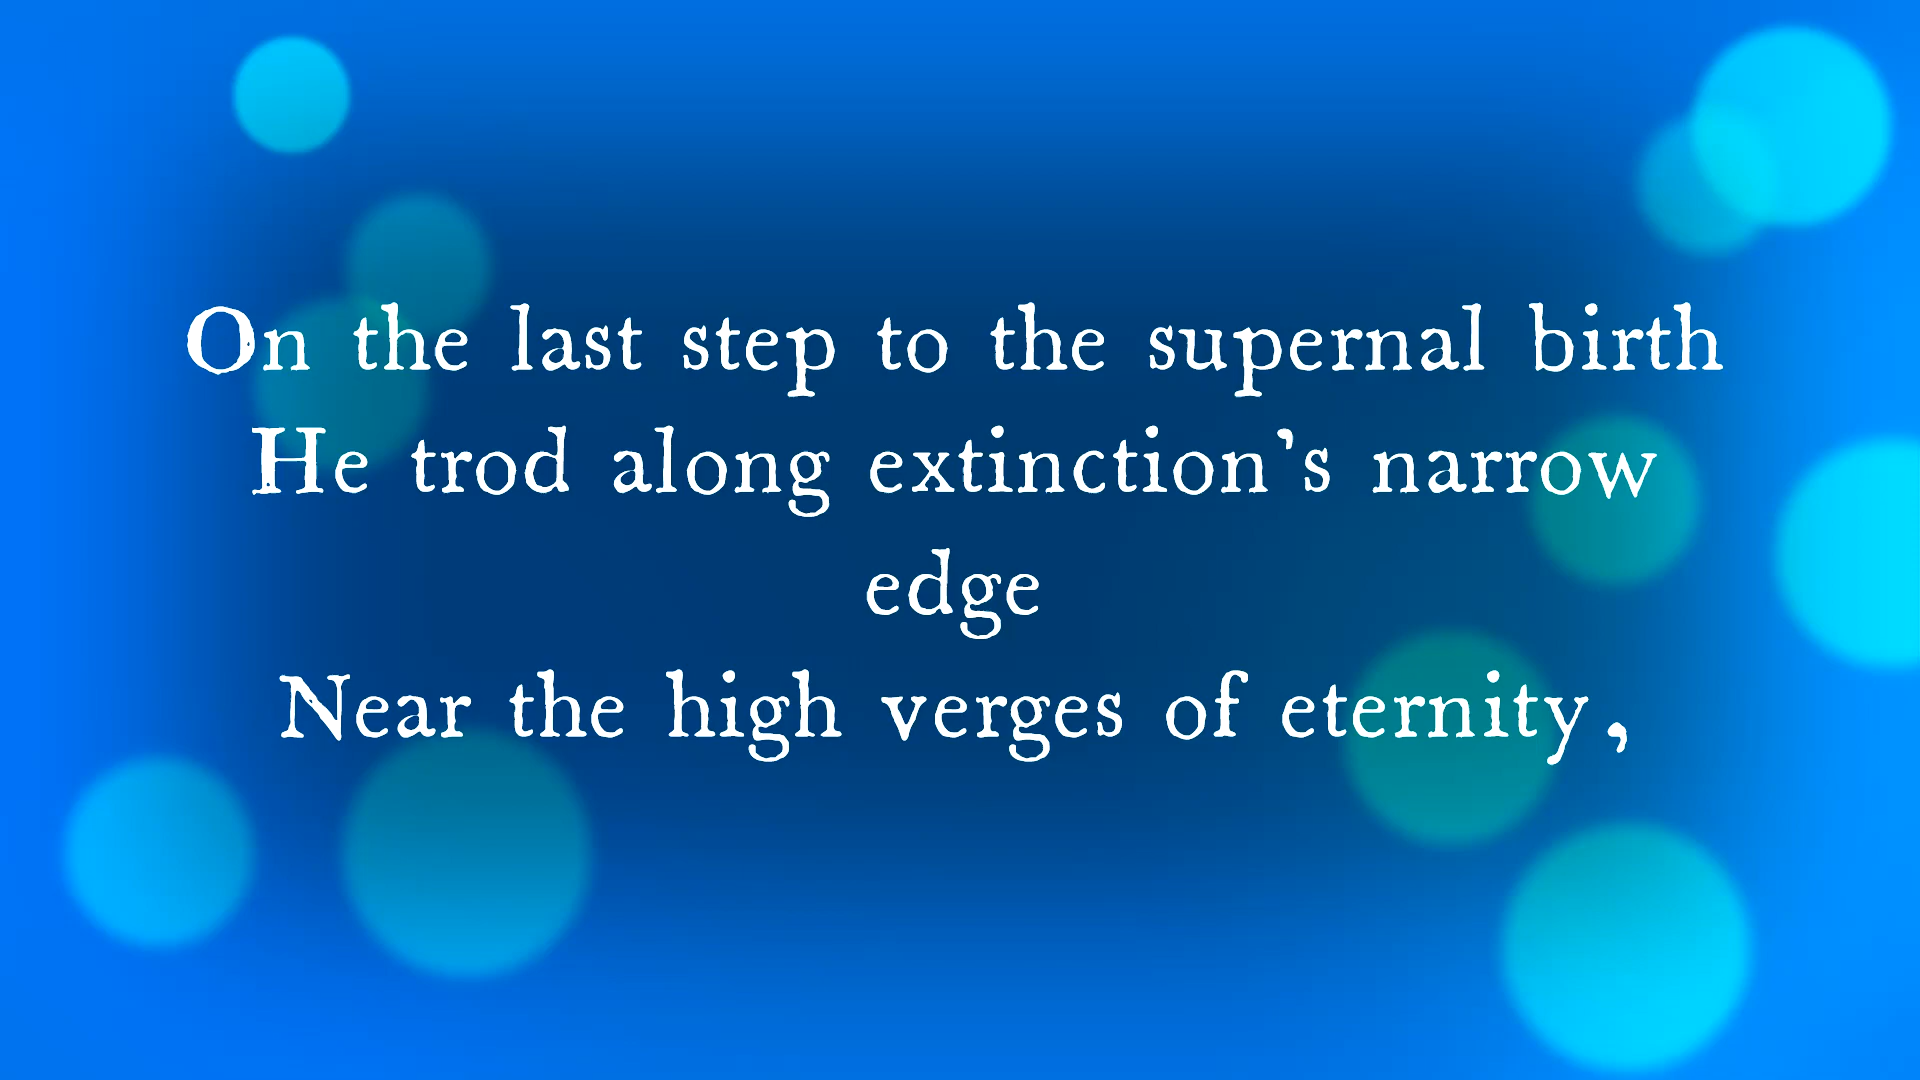 On the last step to the supernal birth
He trod along extinction’s narrow
edge
Near the high verges of eternity,